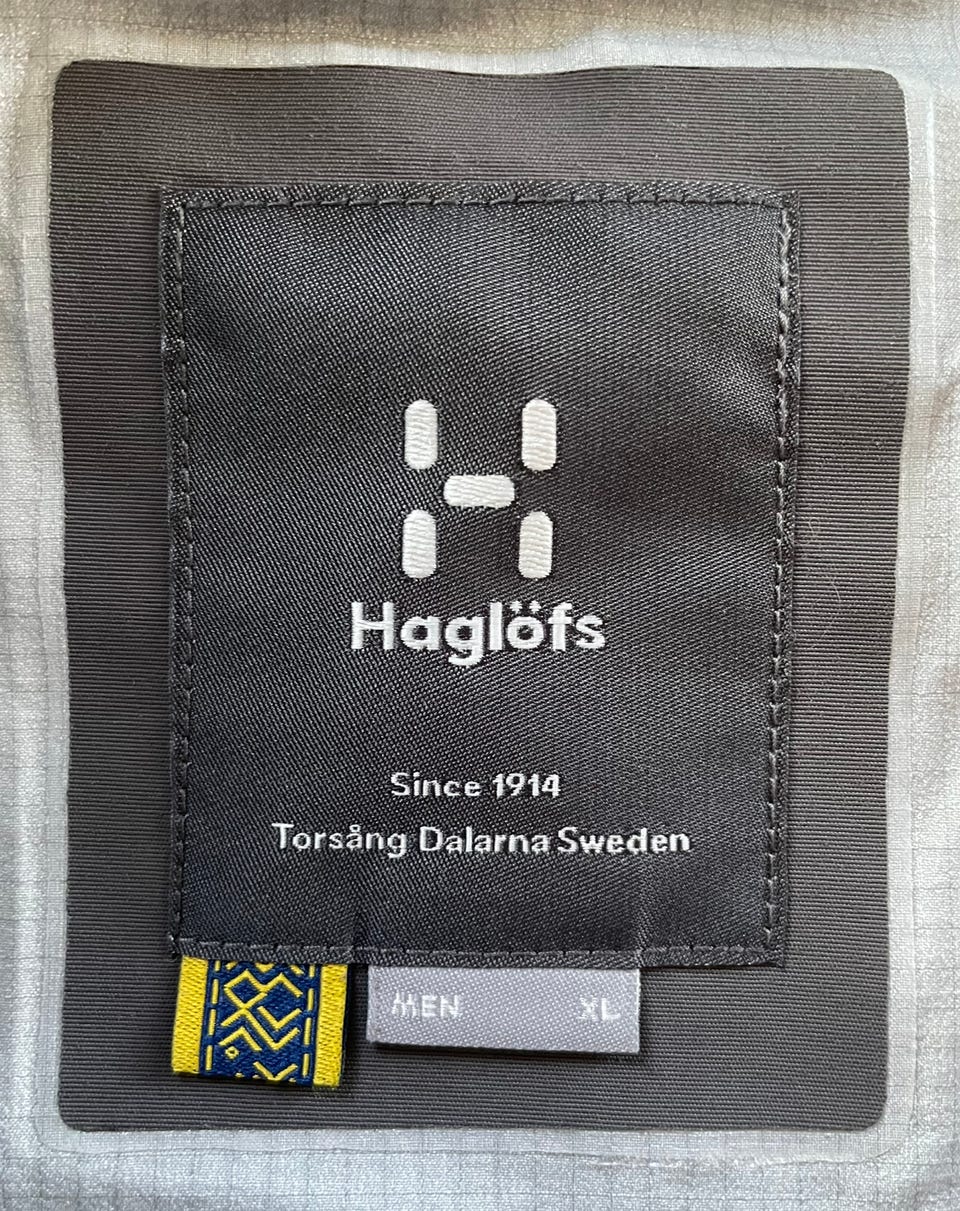 Haglöfs
Since 1914
Torsång Dalarna Sweden
MEN XL